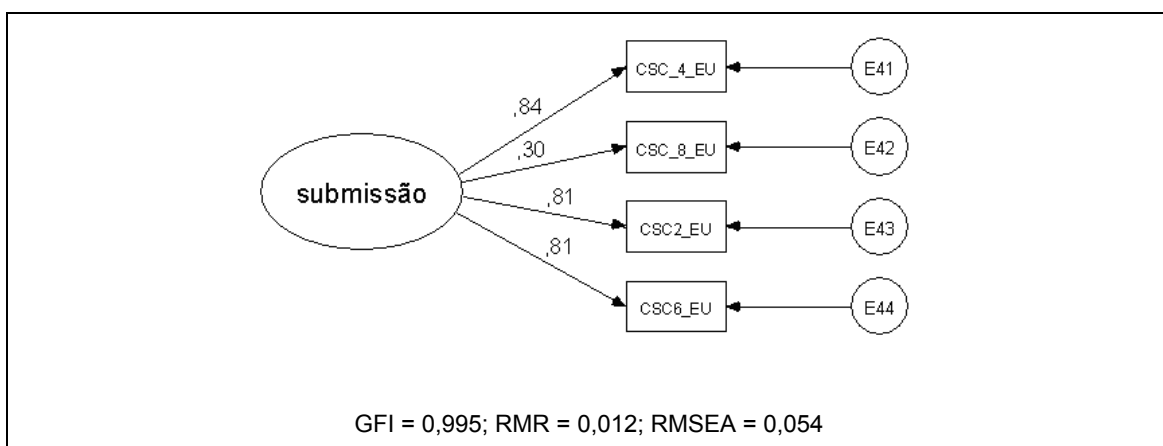 CSC_4_EU
E41
,84
,30
CSC_8_EU
E42
submissão
,81
CSC2_EU
E43
,81
CSC6_EU
E44
GFI = 0,995; RMR = 0,012; RMSEA = 0,054